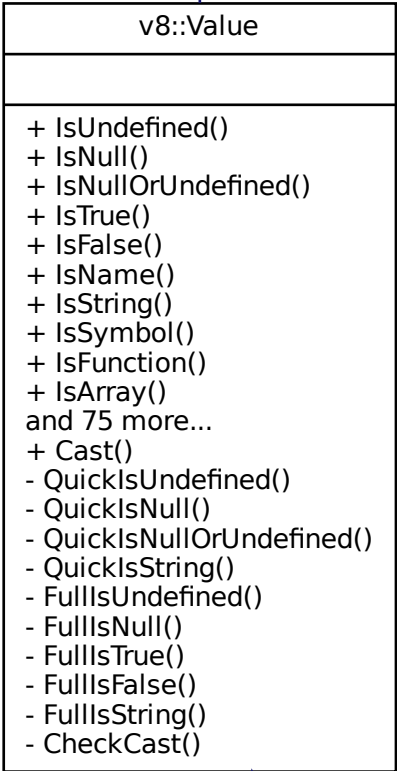 v8::Value
+ IsUndefined()
+ IsNull()
+ IsNullOrUndefined()
+ IsTrue()
+ IsFalse()
+ IsName()
+ IsString()
+ IsSymbol()
+ IsFunction()
+ IsArray()
and 75 more...
+ Cast()
- QuickIsUndefined()
- QuickIsNull()
- QuickIsNullOrUndefined()
- QuickIsString()
- FullIsUndefined()
- FullIsNull()
- FullIsTrue()
- FullIsFalse()
- FullIsString()
- CheckCast()